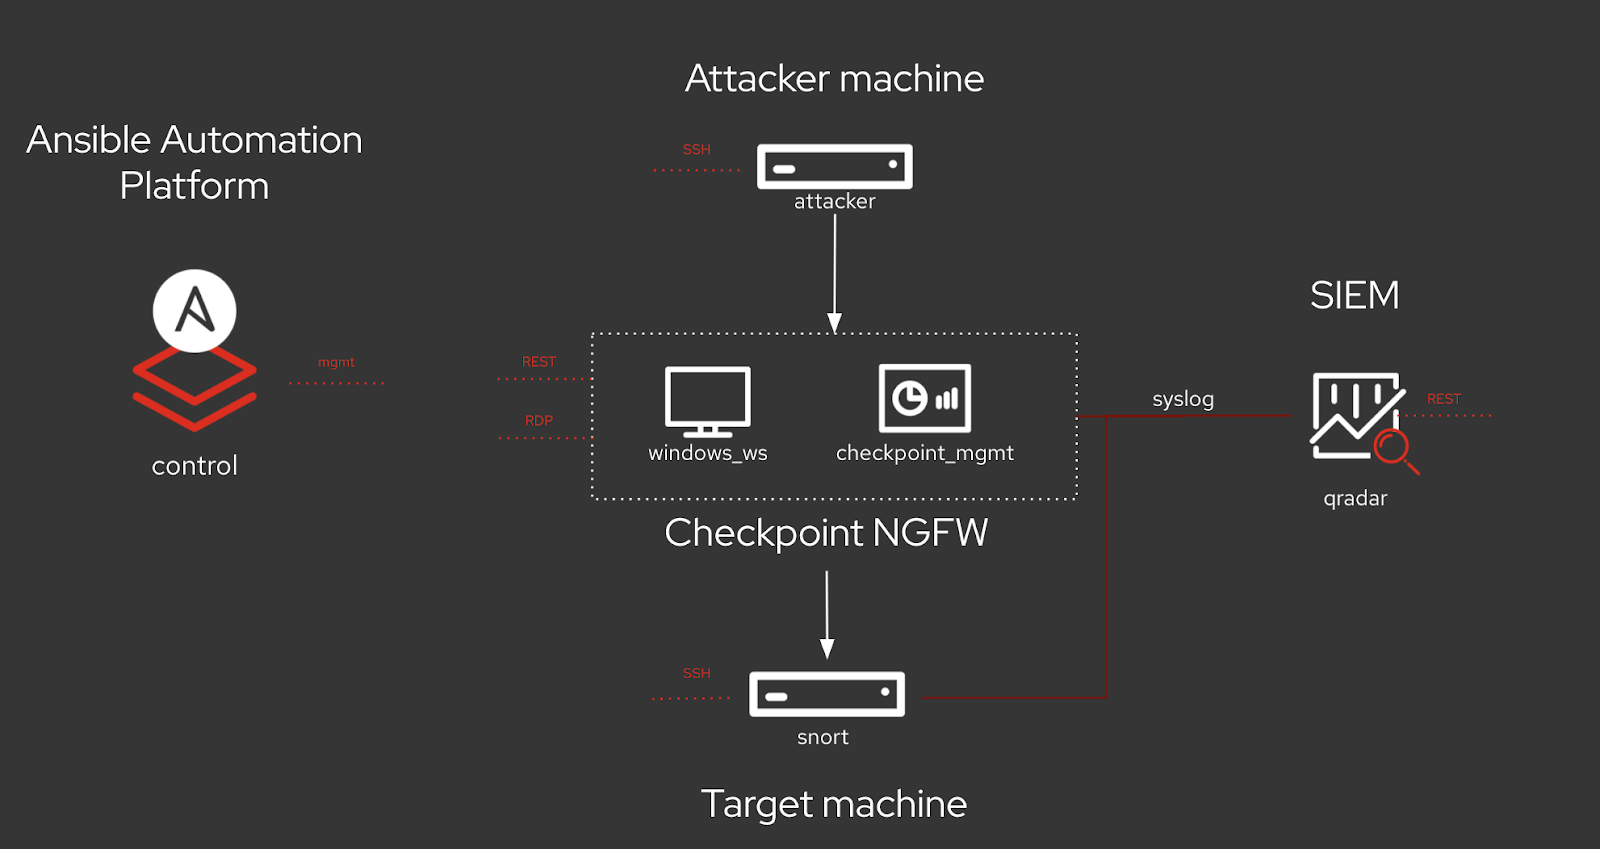 Attacker machine
Ansible Automation
Platform
SSH
attacker
SIEM
mgmt
REST
RDP
windows_ws
checkpoint_mgmt
syslog
REST
control
qradar
Checkpoint NGFW
SSH
snort
Target machine